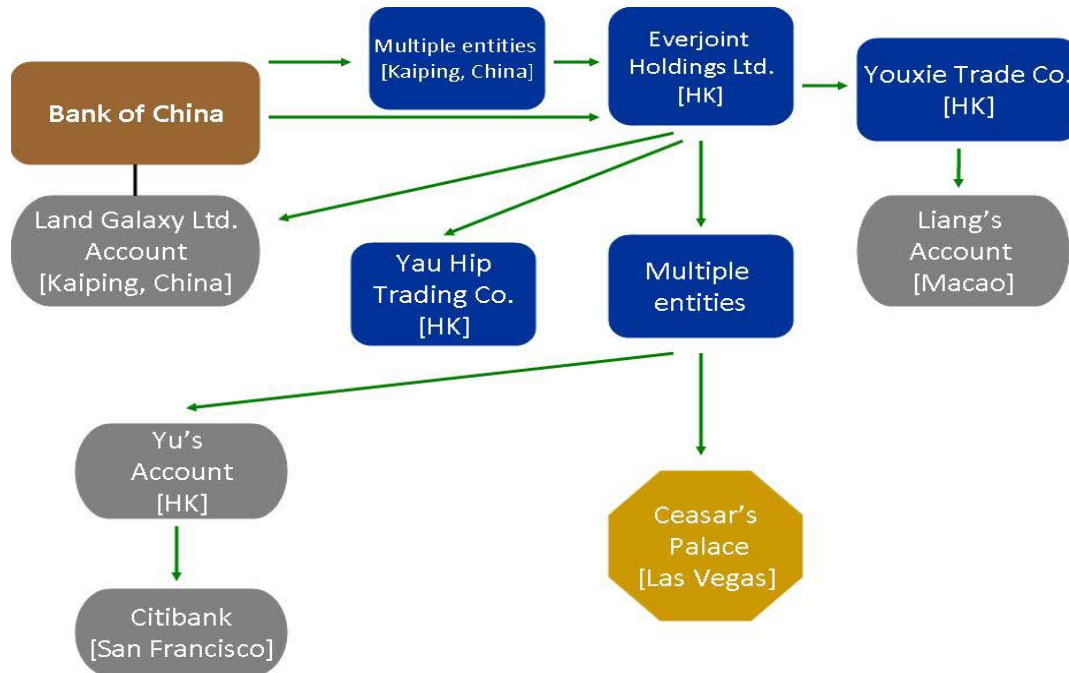 Multiple entities
[Kaiping, China]
Everjoint
Holdings Ltd.
[HK]
Youxie Trade Co.
[HK]
Bank of China
Land Galaxy Ltd.
Account
[Kaiping, China]
Yau Hip
Trading Co.
[HK]
Multiple
entities
Liang's
Account
[Macao]
Yu's
Account
[HK]
Ceasar's
Palace
[Las Vegas]
Citibank
[San Francisco]